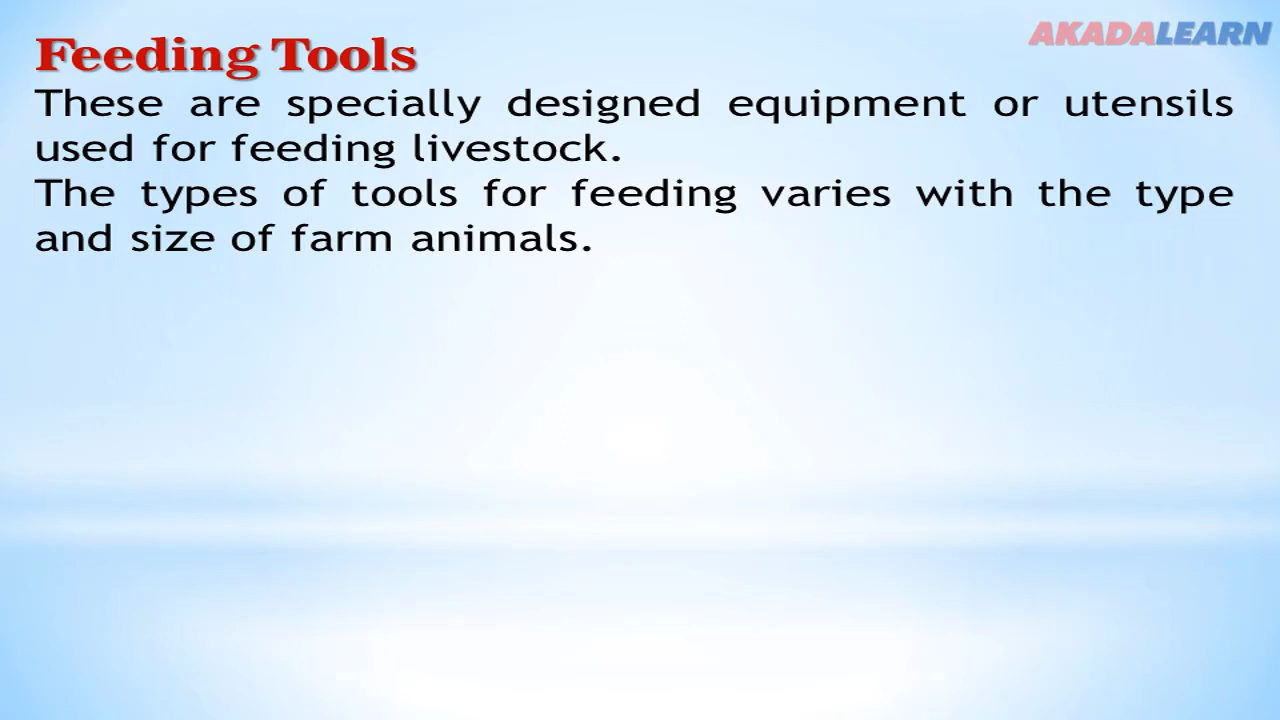 AKADALEARN
Feeding Tools
These are specially designed equipment or utensils
used for feeding livestock.
The types of tools for feeding varies with the type
and size of farm animals.